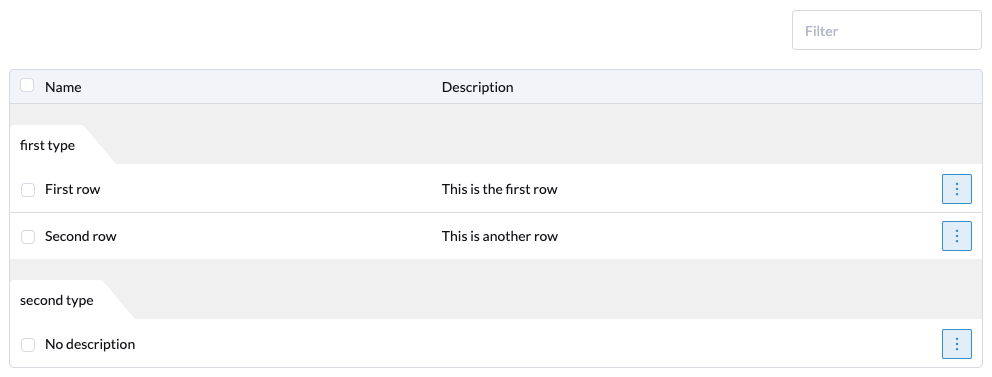 Filter
Name Description
first type
First row This is the first row
Second row This is another row
second type
No description